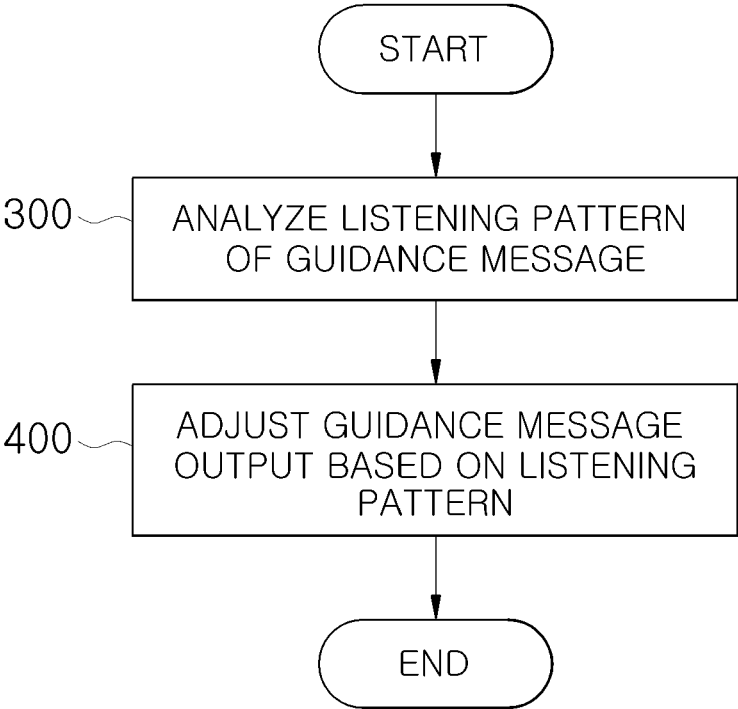 START
300
ANALYZE LISTENING PATTERN
OF GUIDANCE MESSAGE
400
ADJUST GUIDANCE MESSAGE
OUTPUT BASED ON LISTENING
PATTERN
END